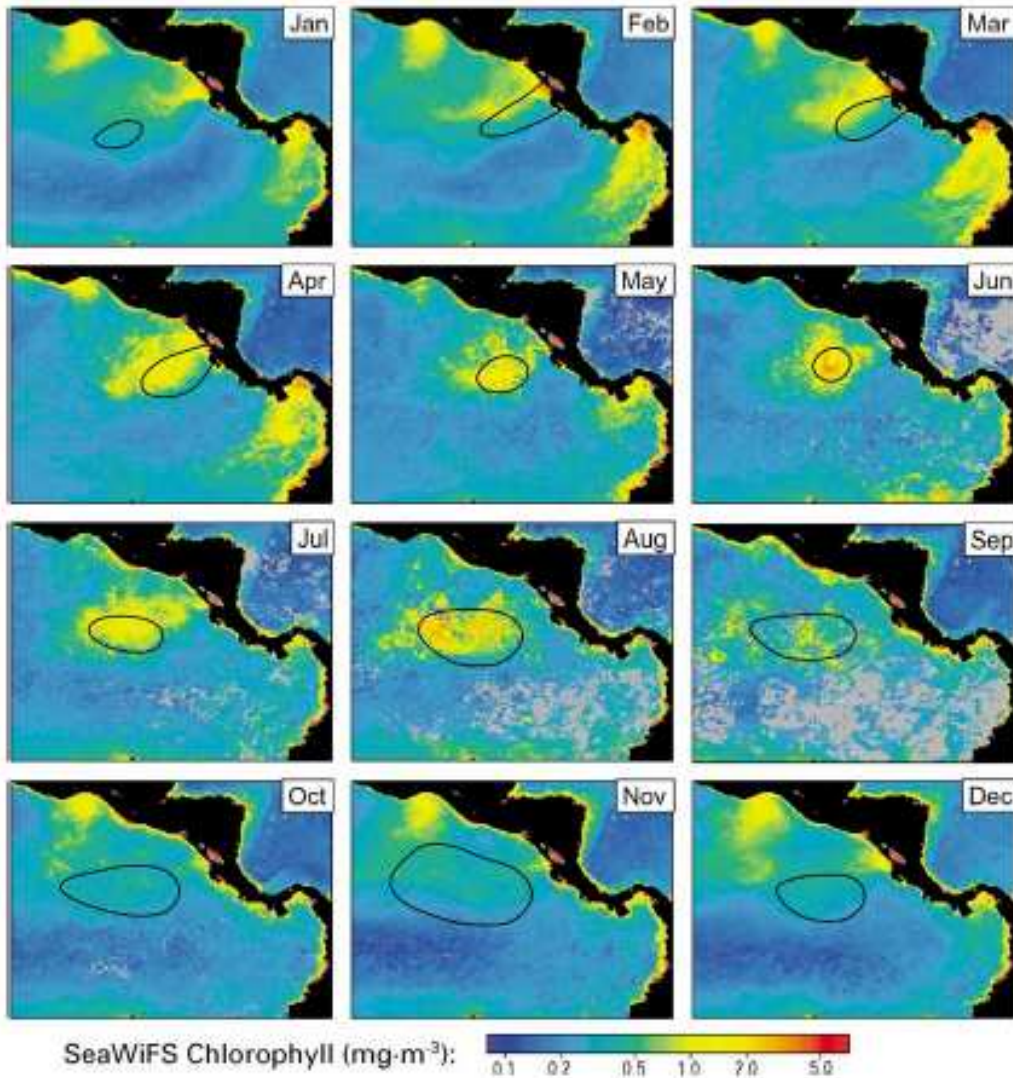 Jan Feb Mar
Apr May Jun
Jul Aug Sep
Oct Nov Dec
SeaWiFS Chlorophyll (mg·m⁻³):
0.1 0.2 0.5 1.0 2.0 5.0